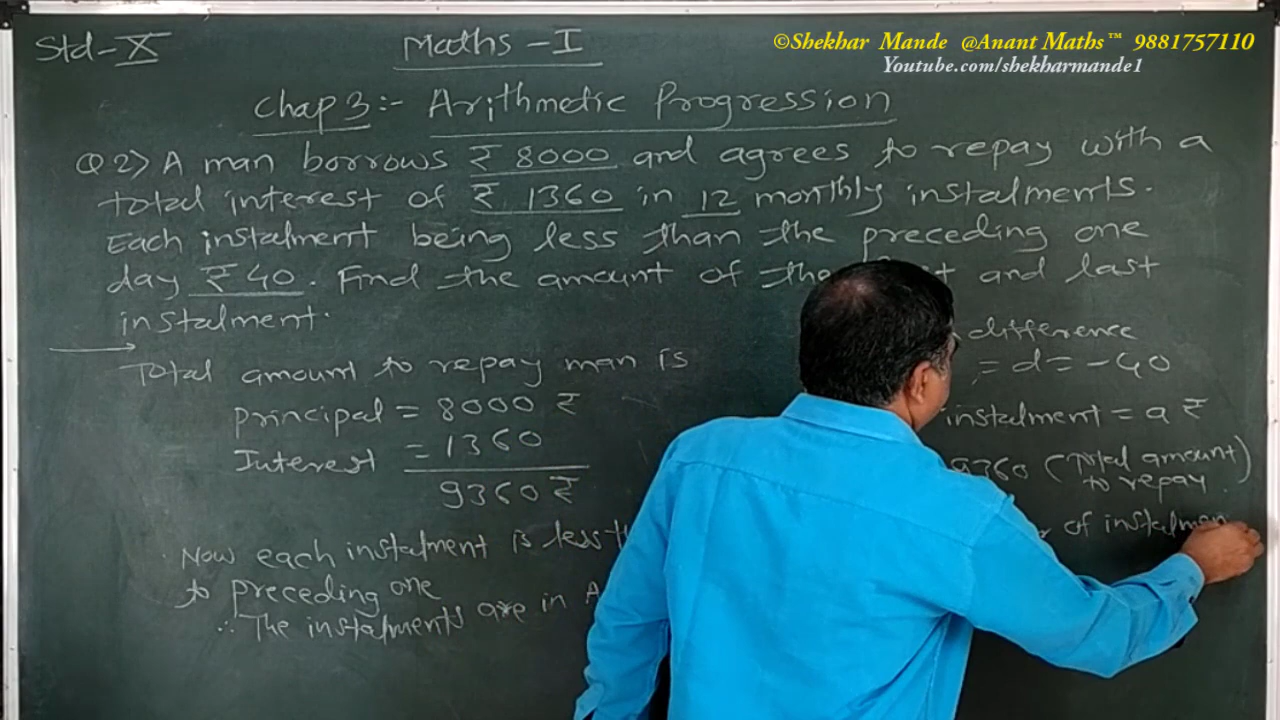 Std-X
Maths-I
©Shekhar Mande @Anant Maths™ 9881757110
Youtube.com/shekharmande1
Chap 3:- Arithmetic Progression
Q2) A man borrows ₹ 8000 and agrees to repay with a
total interest of ₹ 1360 in 12 monthly instalments.
Each instalment being less than the preceding one
day ₹ 40. Find the amount of the and last
instalment.
Total amount to repay man is
Principal = 8000 ₹
Interest = 1360
9360 ₹
Now each instalment is less
to preceding one
∴ The instalments are in A
difference
= d = -40
instalment = a ₹
9360 (Total amount
to repay)
of instalmen